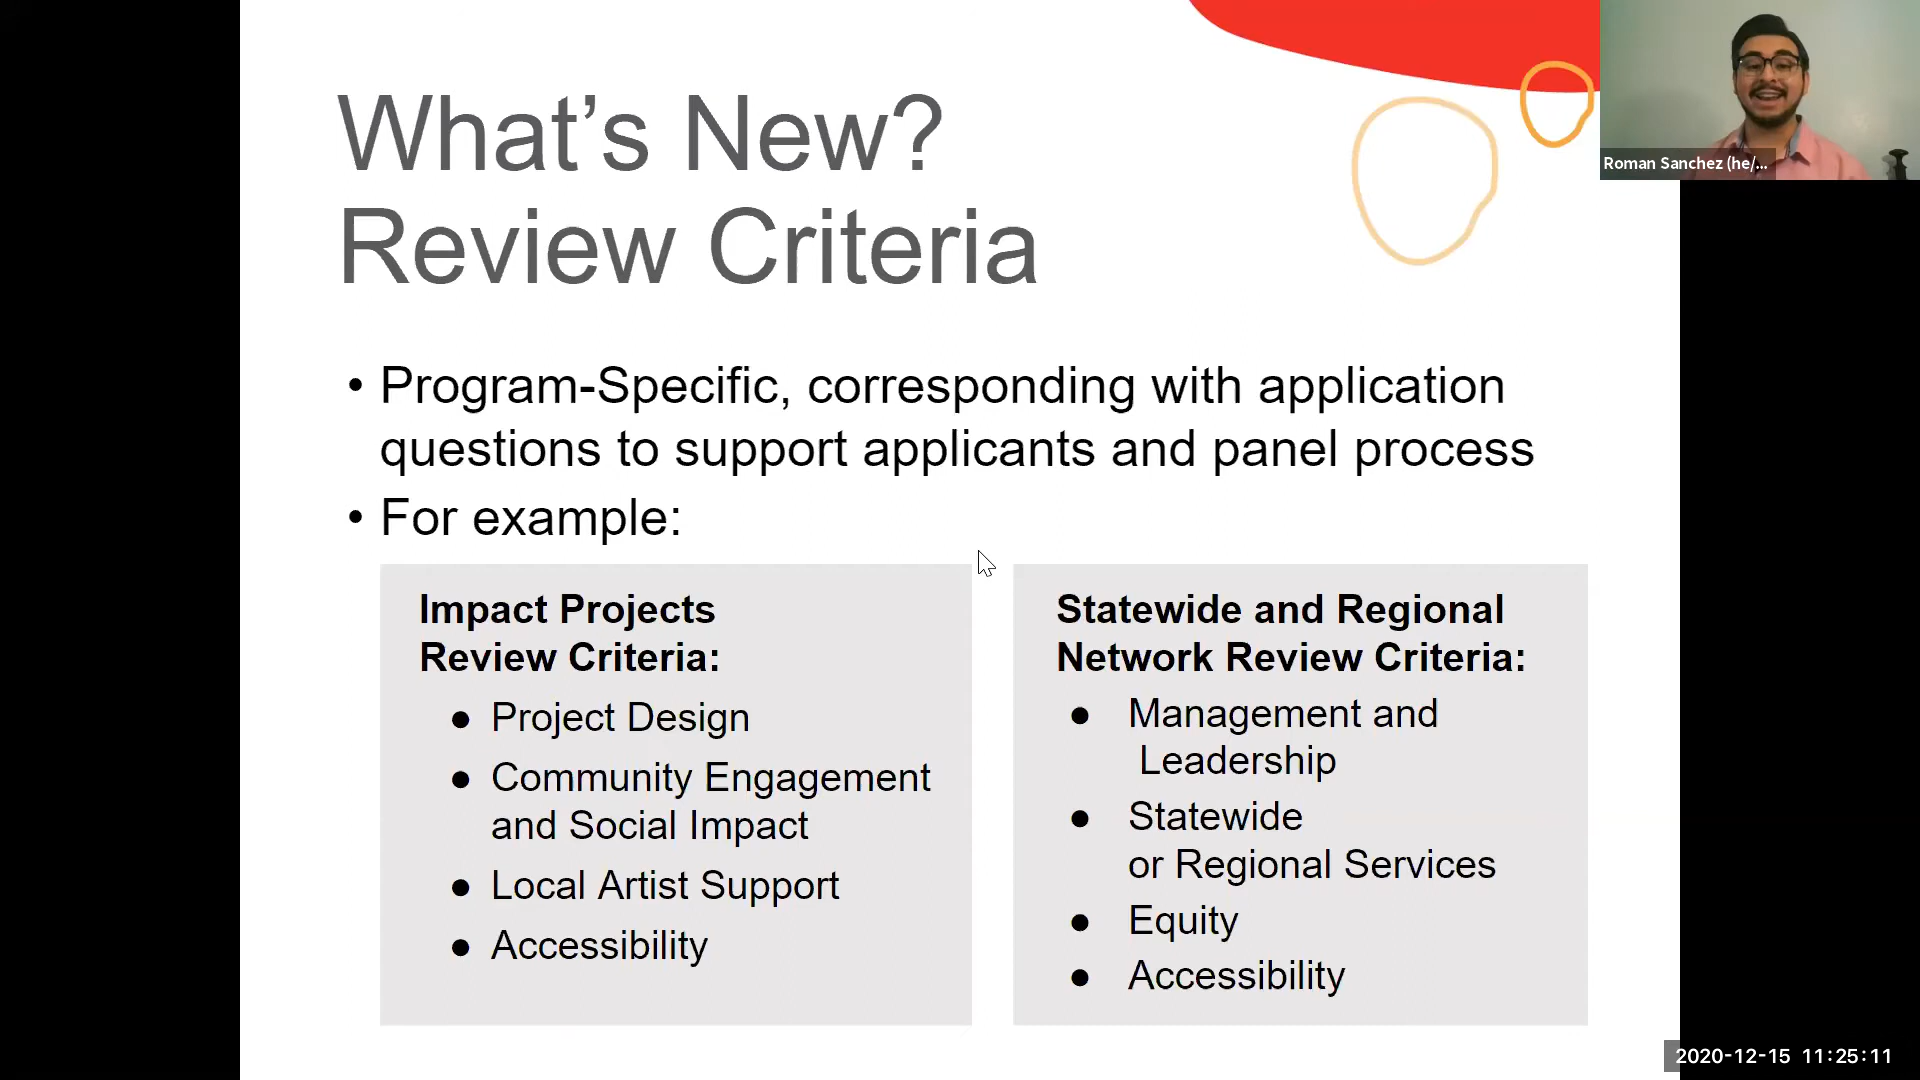 What’s New?
Review Criteria
Roman Sanchez (he/...
• Program-Specific, corresponding with application
questions to support applicants and panel process
• For example:
Impact Projects
Review Criteria:
● Project Design
● Community Engagement
and Social Impact
● Local Artist Support
● Accessibility
Statewide and Regional
Network Review Criteria:
● Management and
Leadership
● Statewide
or Regional Services
● Equity
● Accessibility
2020-12-15 11:25:11